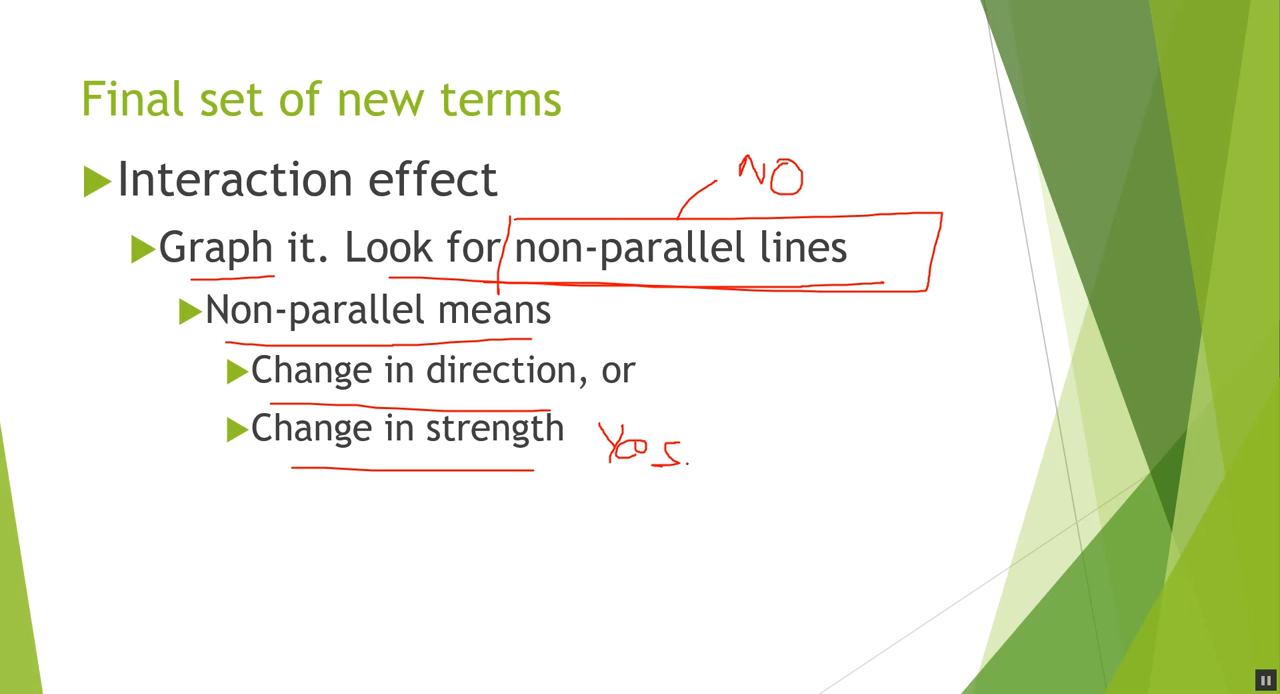 Final set of new terms
Interaction effect
NO
Graph it. Look for non-parallel lines
Non-parallel means
Change in direction, or
Change in strength
Yes.